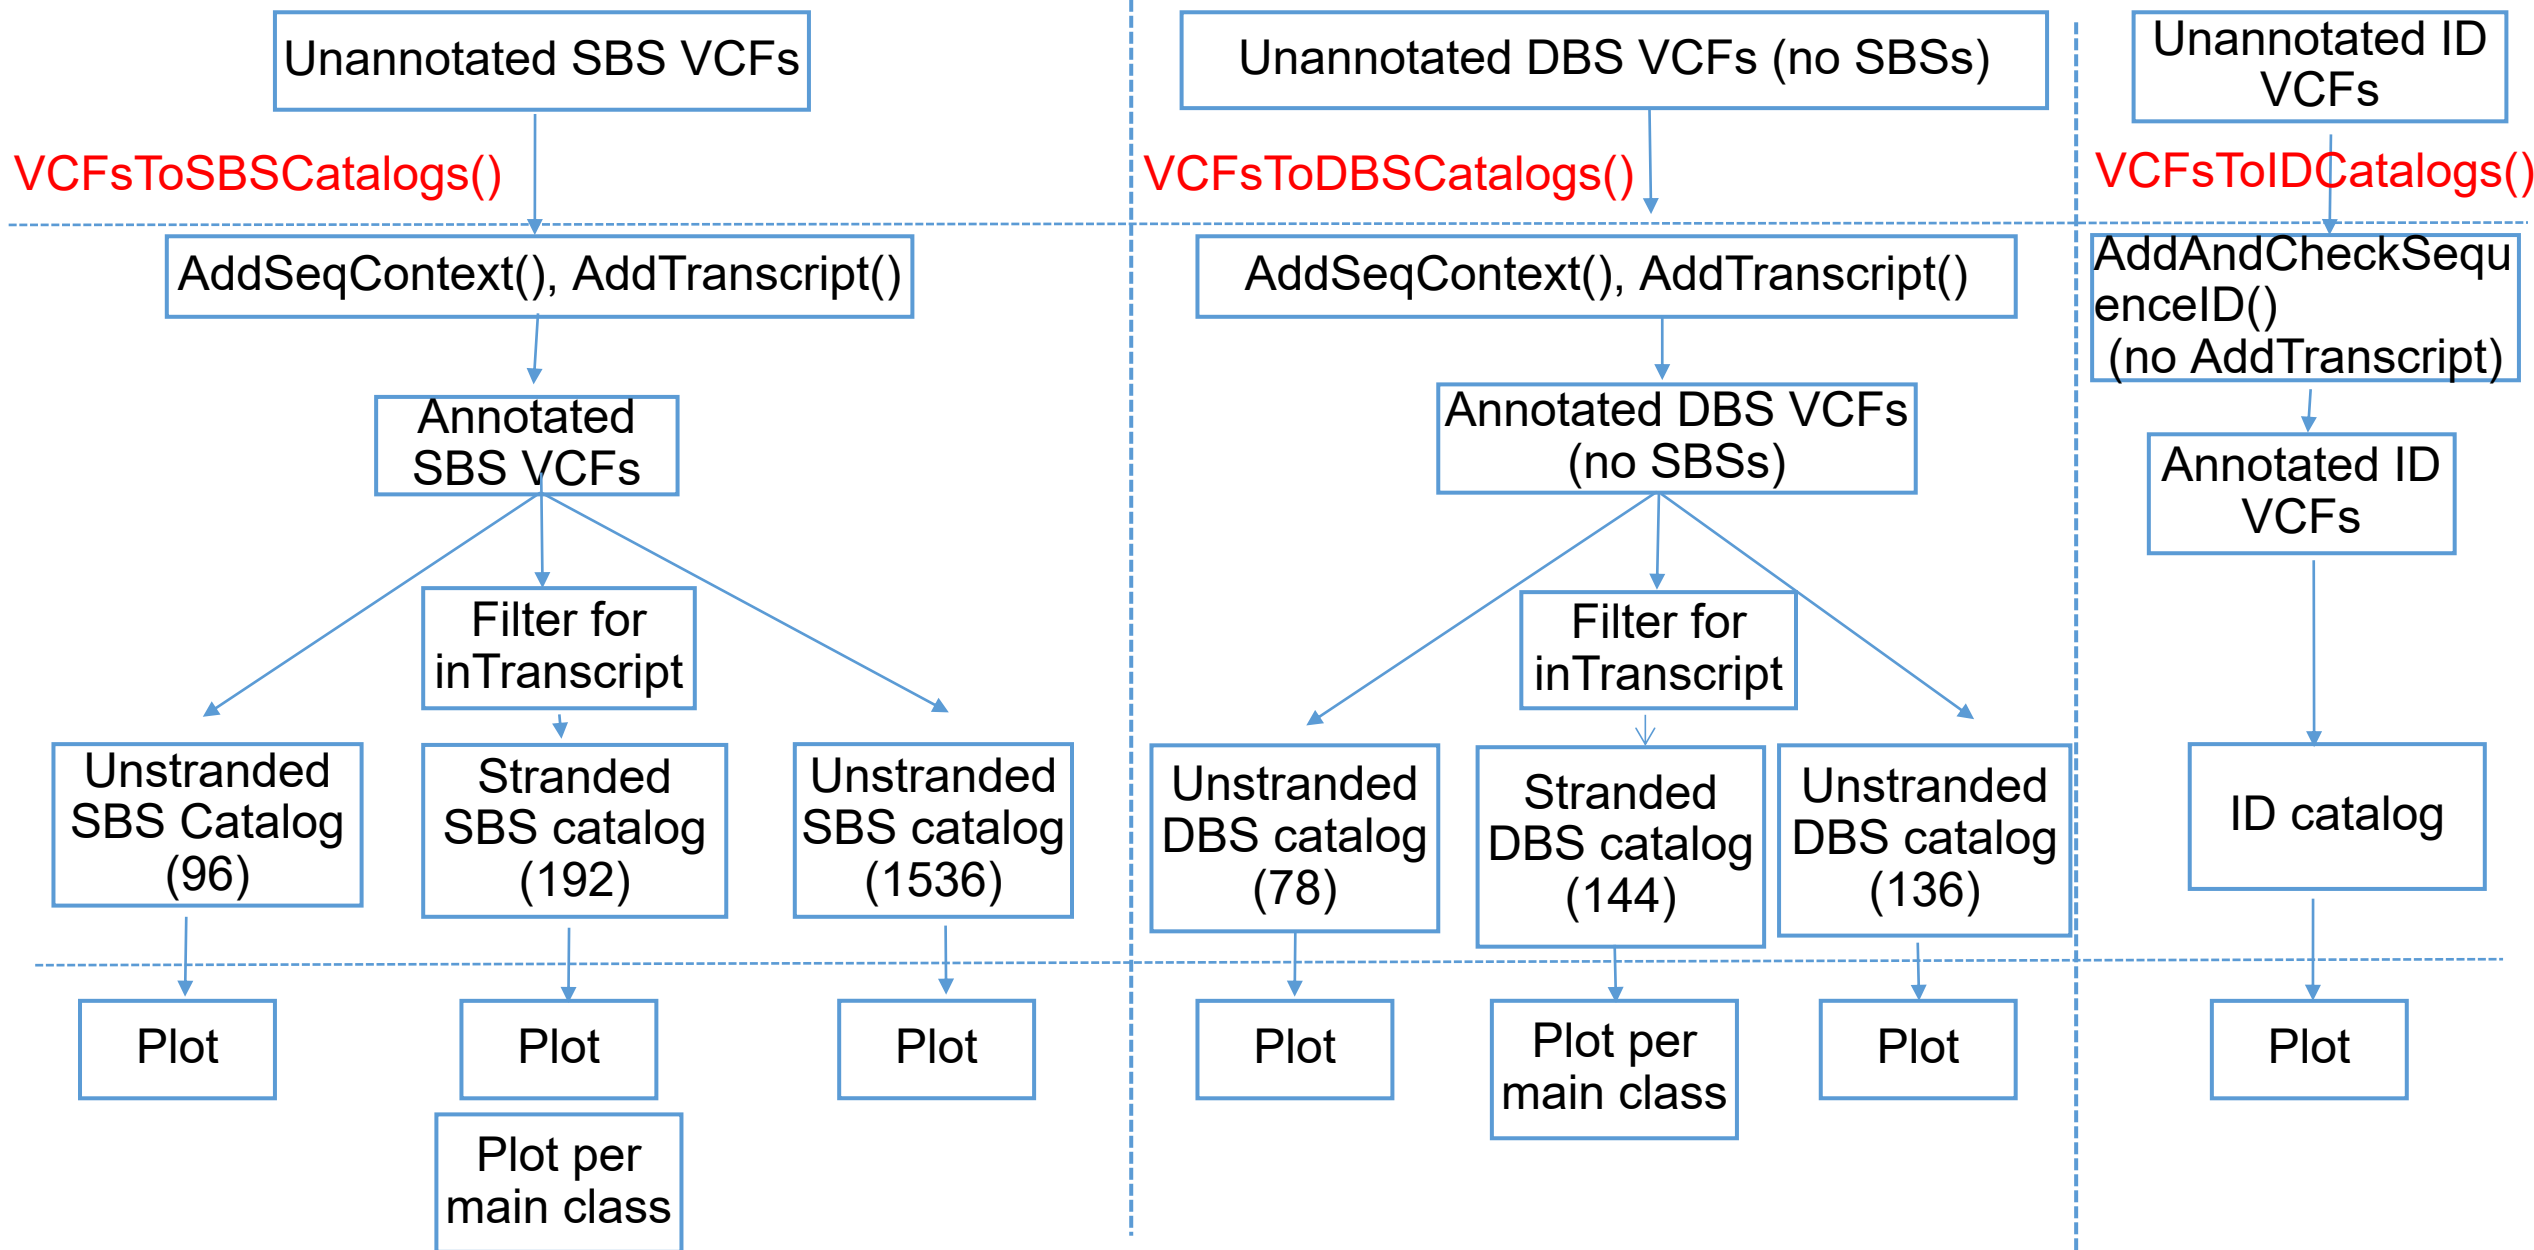 Unannotated SBS VCFs
VCFsToSBSCatalogs()
AddSeqContext(), AddTranscript()
Annotated
SBS VCFs
Filter for
inTranscript
Unstranded
SBS Catalog
(96)
Stranded
SBS catalog
(192)
Unstranded
SBS catalog
(1536)
Plot
Plot
Plot
Plot per
main class
Unannotated DBS VCFs (no SBSs)
VCFsToDBSCatalogs()
AddSeqContext(), AddTranscript()
Annotated DBS VCFs
(no SBSs)
Filter for
inTranscript
Unstranded
DBS catalog
(78)
Stranded
DBS catalog
(144)
Unstranded
DBS catalog
(136)
Plot
Plot per
main class
Plot
Unannotated ID
VCFs
VCFsToIDCatalogs()
AddAndCheckSequ
enceID()
(no AddTranscript)
Annotated ID
VCFs
ID catalog
Plot